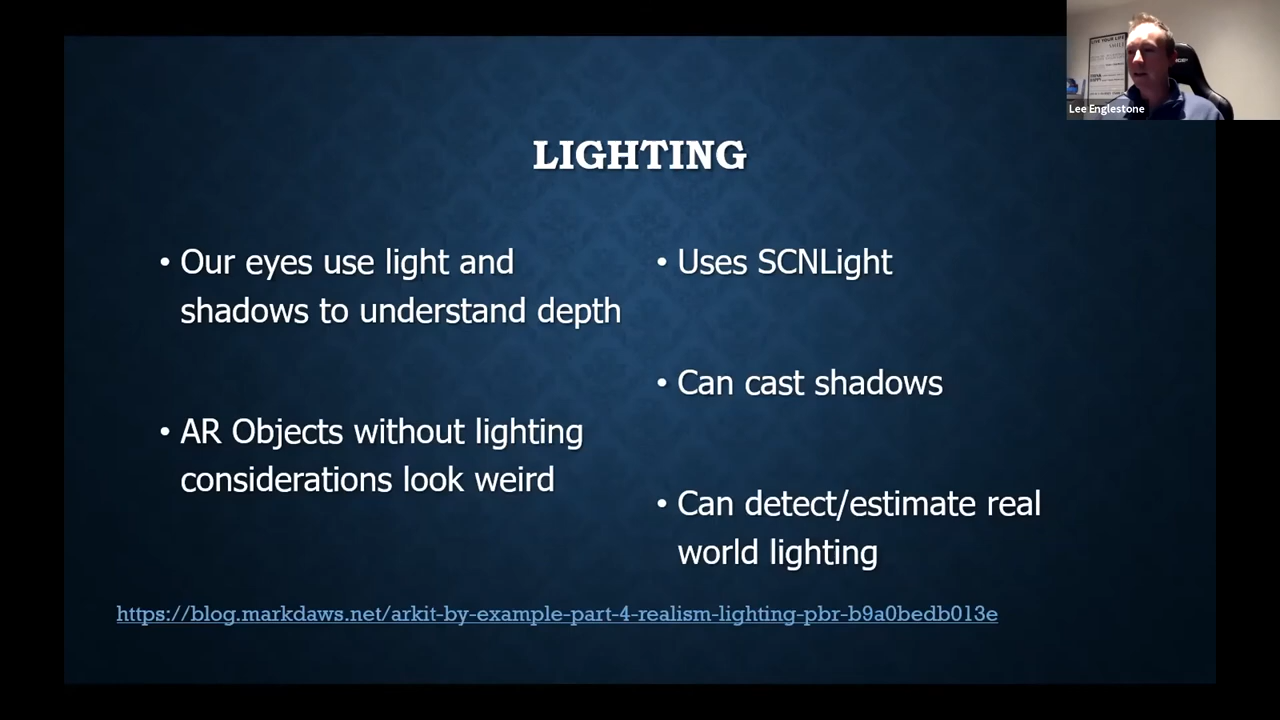 LIGHTING
• Our eyes use light and
shadows to understand depth
• AR Objects without lighting
considerations look weird
• Uses SCNLight
• Can cast shadows
• Can detect/estimate real
world lighting
https://blog.markdaws.net/arkit-by-example-part-4-realism-lighting-pbr-b9a0bedb013e
Lee Englestone